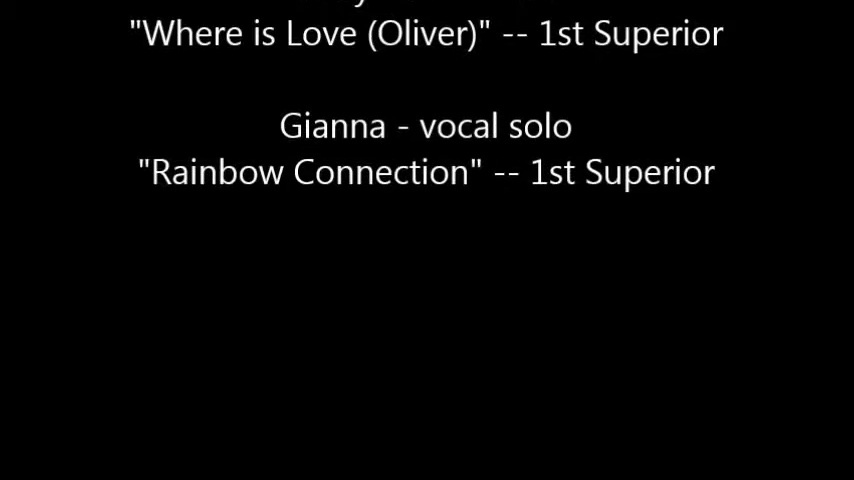 "Where is Love (Oliver)" -- 1st Superior
Gianna - vocal solo
"Rainbow Connection" -- 1st Superior